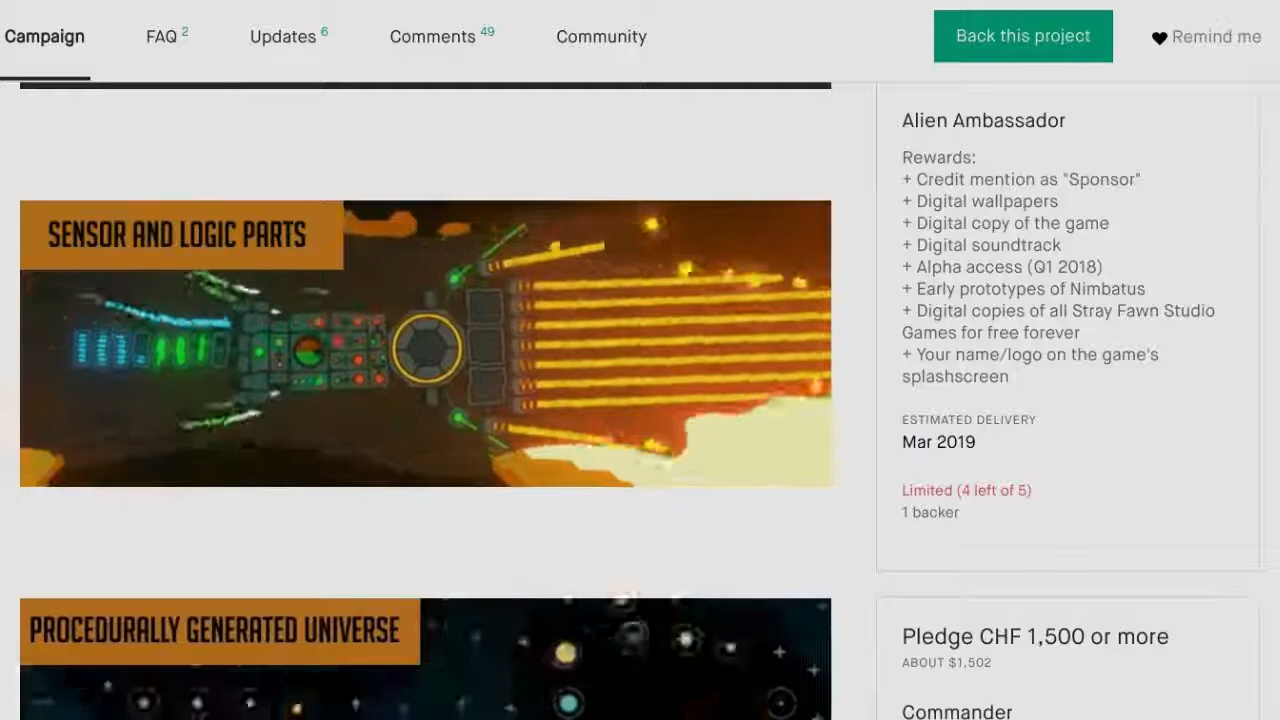 Campaign
FAQ 2
Updates 6
Comments 49
Community
Back this project
Remind me
SENSOR AND LOGIC PARTS
PROCEDURALLY GENERATED UNIVERSE
Alien Ambassador
Rewards:
+ Credit mention as "Sponsor"
+ Digital wallpapers
+ Digital copy of the game
+ Digital soundtrack
+ Alpha access (Q1 2018)
+ Early prototypes of Nimbatus
+ Digital copies of all Stray Fawn Studio
Games for free forever
+ Your name/logo on the game's
splashscreen
ESTIMATED DELIVERY
Mar 2019
Limited (4 left of 5)
1 backer
Pledge CHF 1,500 or more
ABOUT $1,502
Commander